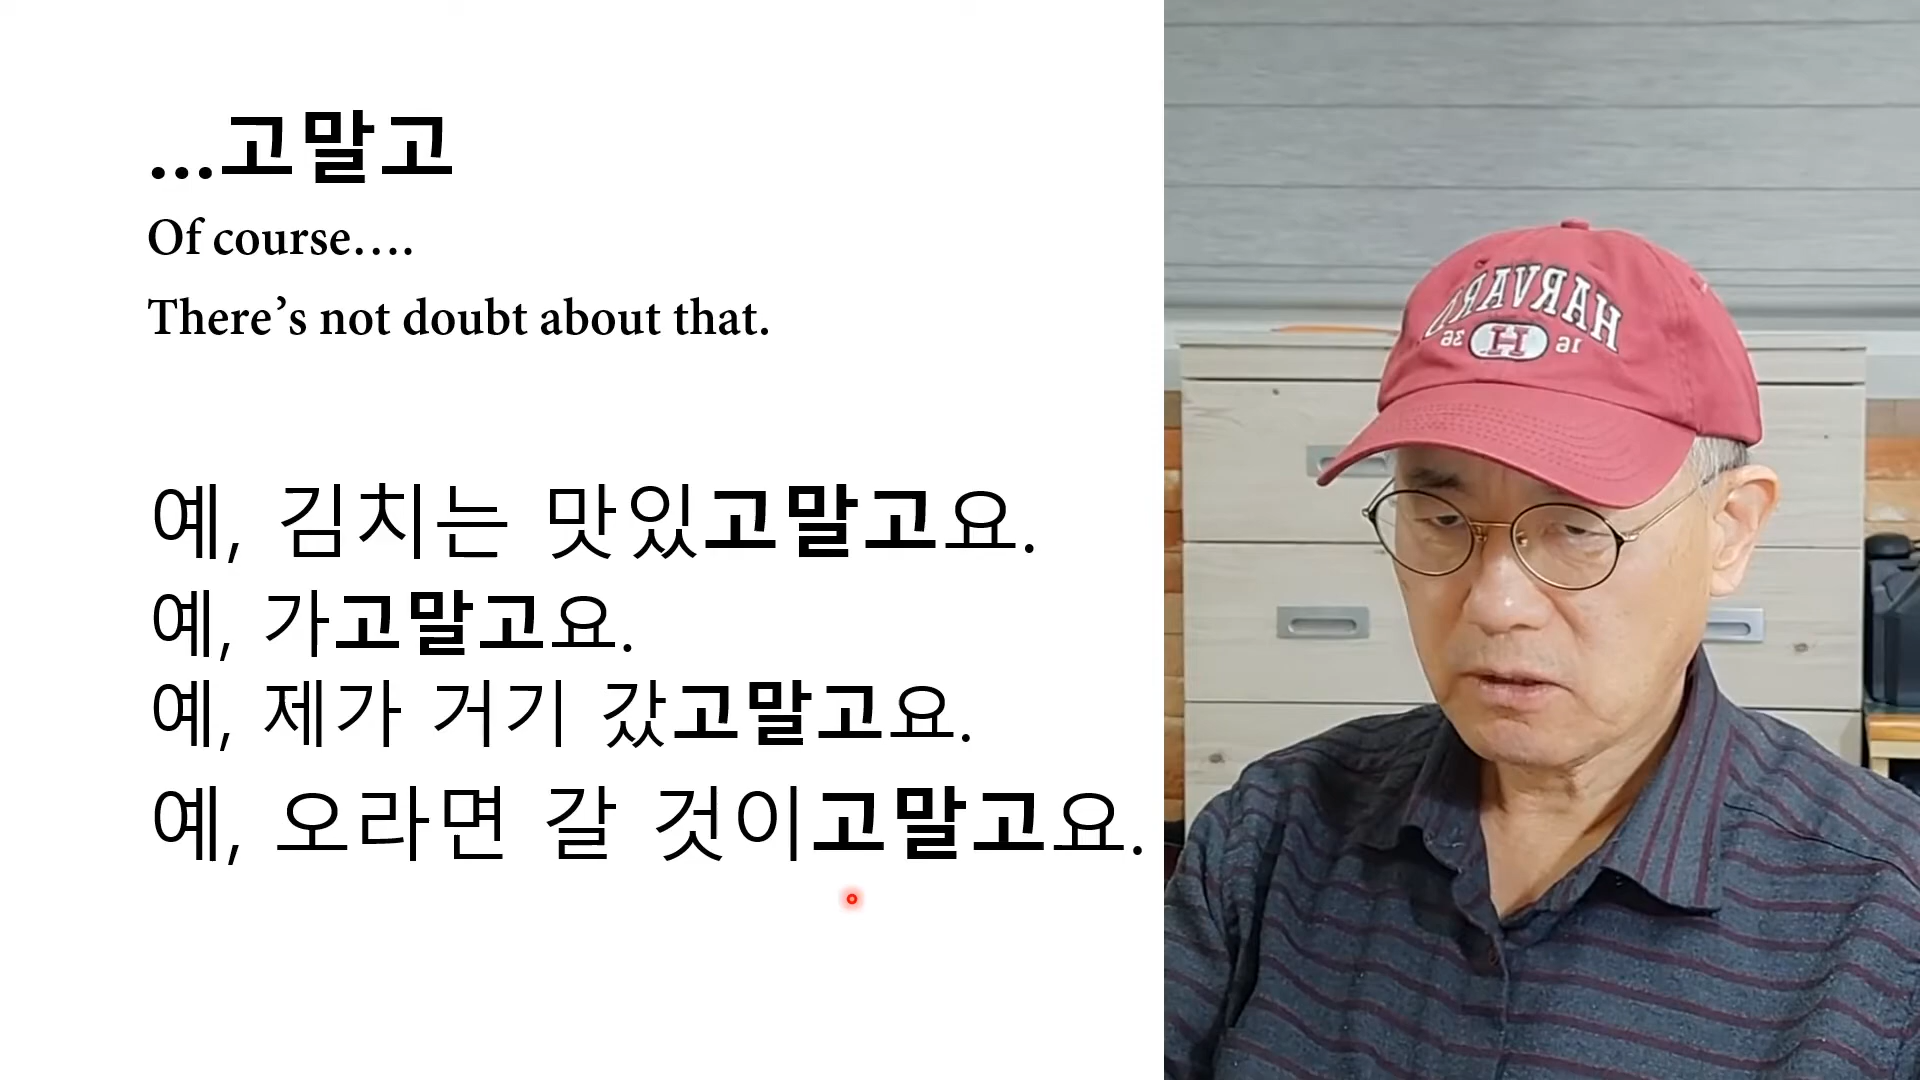 ...고말고
Of course....
There’s not doubt about that.
예, 김치는 맛있고말고요.
예, 가고말고요.
예, 제가 거기 갔고말고요.
예, 오라면 갈 것이고말고요.
HARVARD
16 H 36